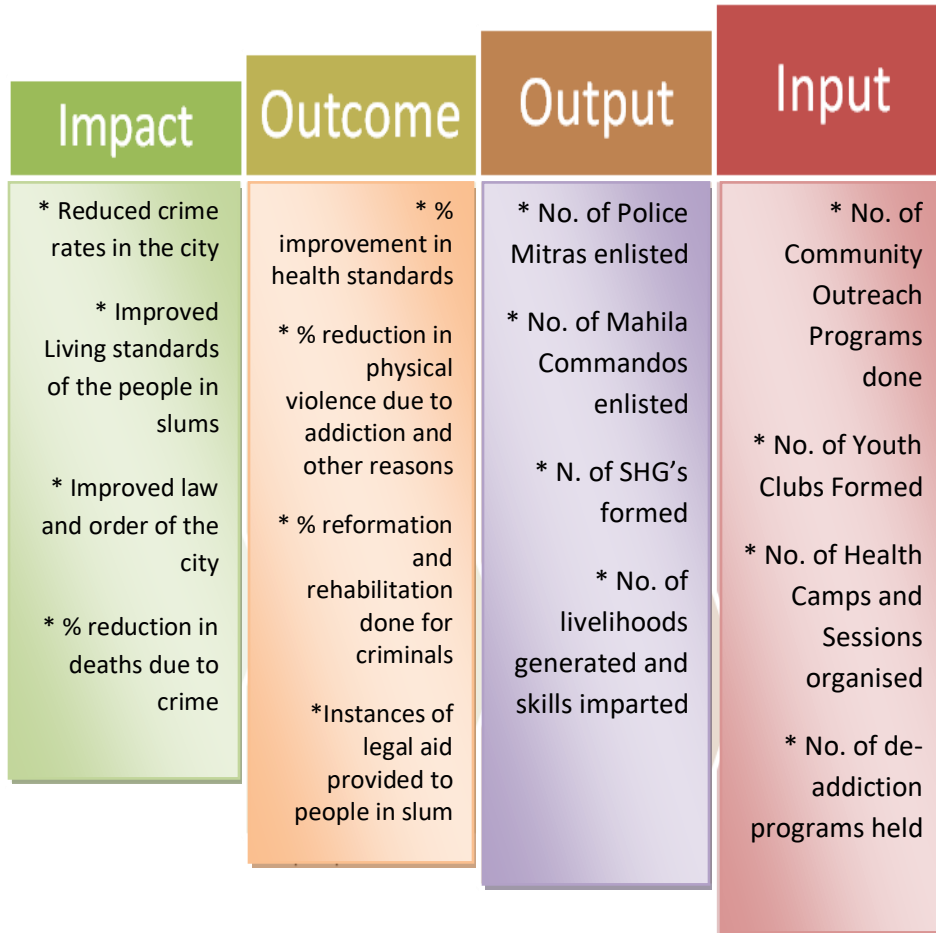 Impact
* Reduced crime
rates in the city
* Improved
Living standards
of the people in
slums
* Improved law
and order of the
city
* % reduction in
deaths due to
crime
Outcome
* %
improvement in
health standards
* % reduction in
physical
violence due to
addiction and
other reasons
* % reformation
and
rehabilitation
done for
criminals
*Instances of
legal aid
provided to
people in slum
Output
* No. of Police
Mitras enlisted
* No. of Mahila
Commandos
enlisted
* N. of SHG’s
formed
* No. of
livelihoods
generated and
skills imparted
Input
* No. of
Community
Outreach
Programs
done
* No. of Youth
Clubs Formed
* No. of Health
Camps and
Sessions
organised
* No. of de-
addiction
programs held